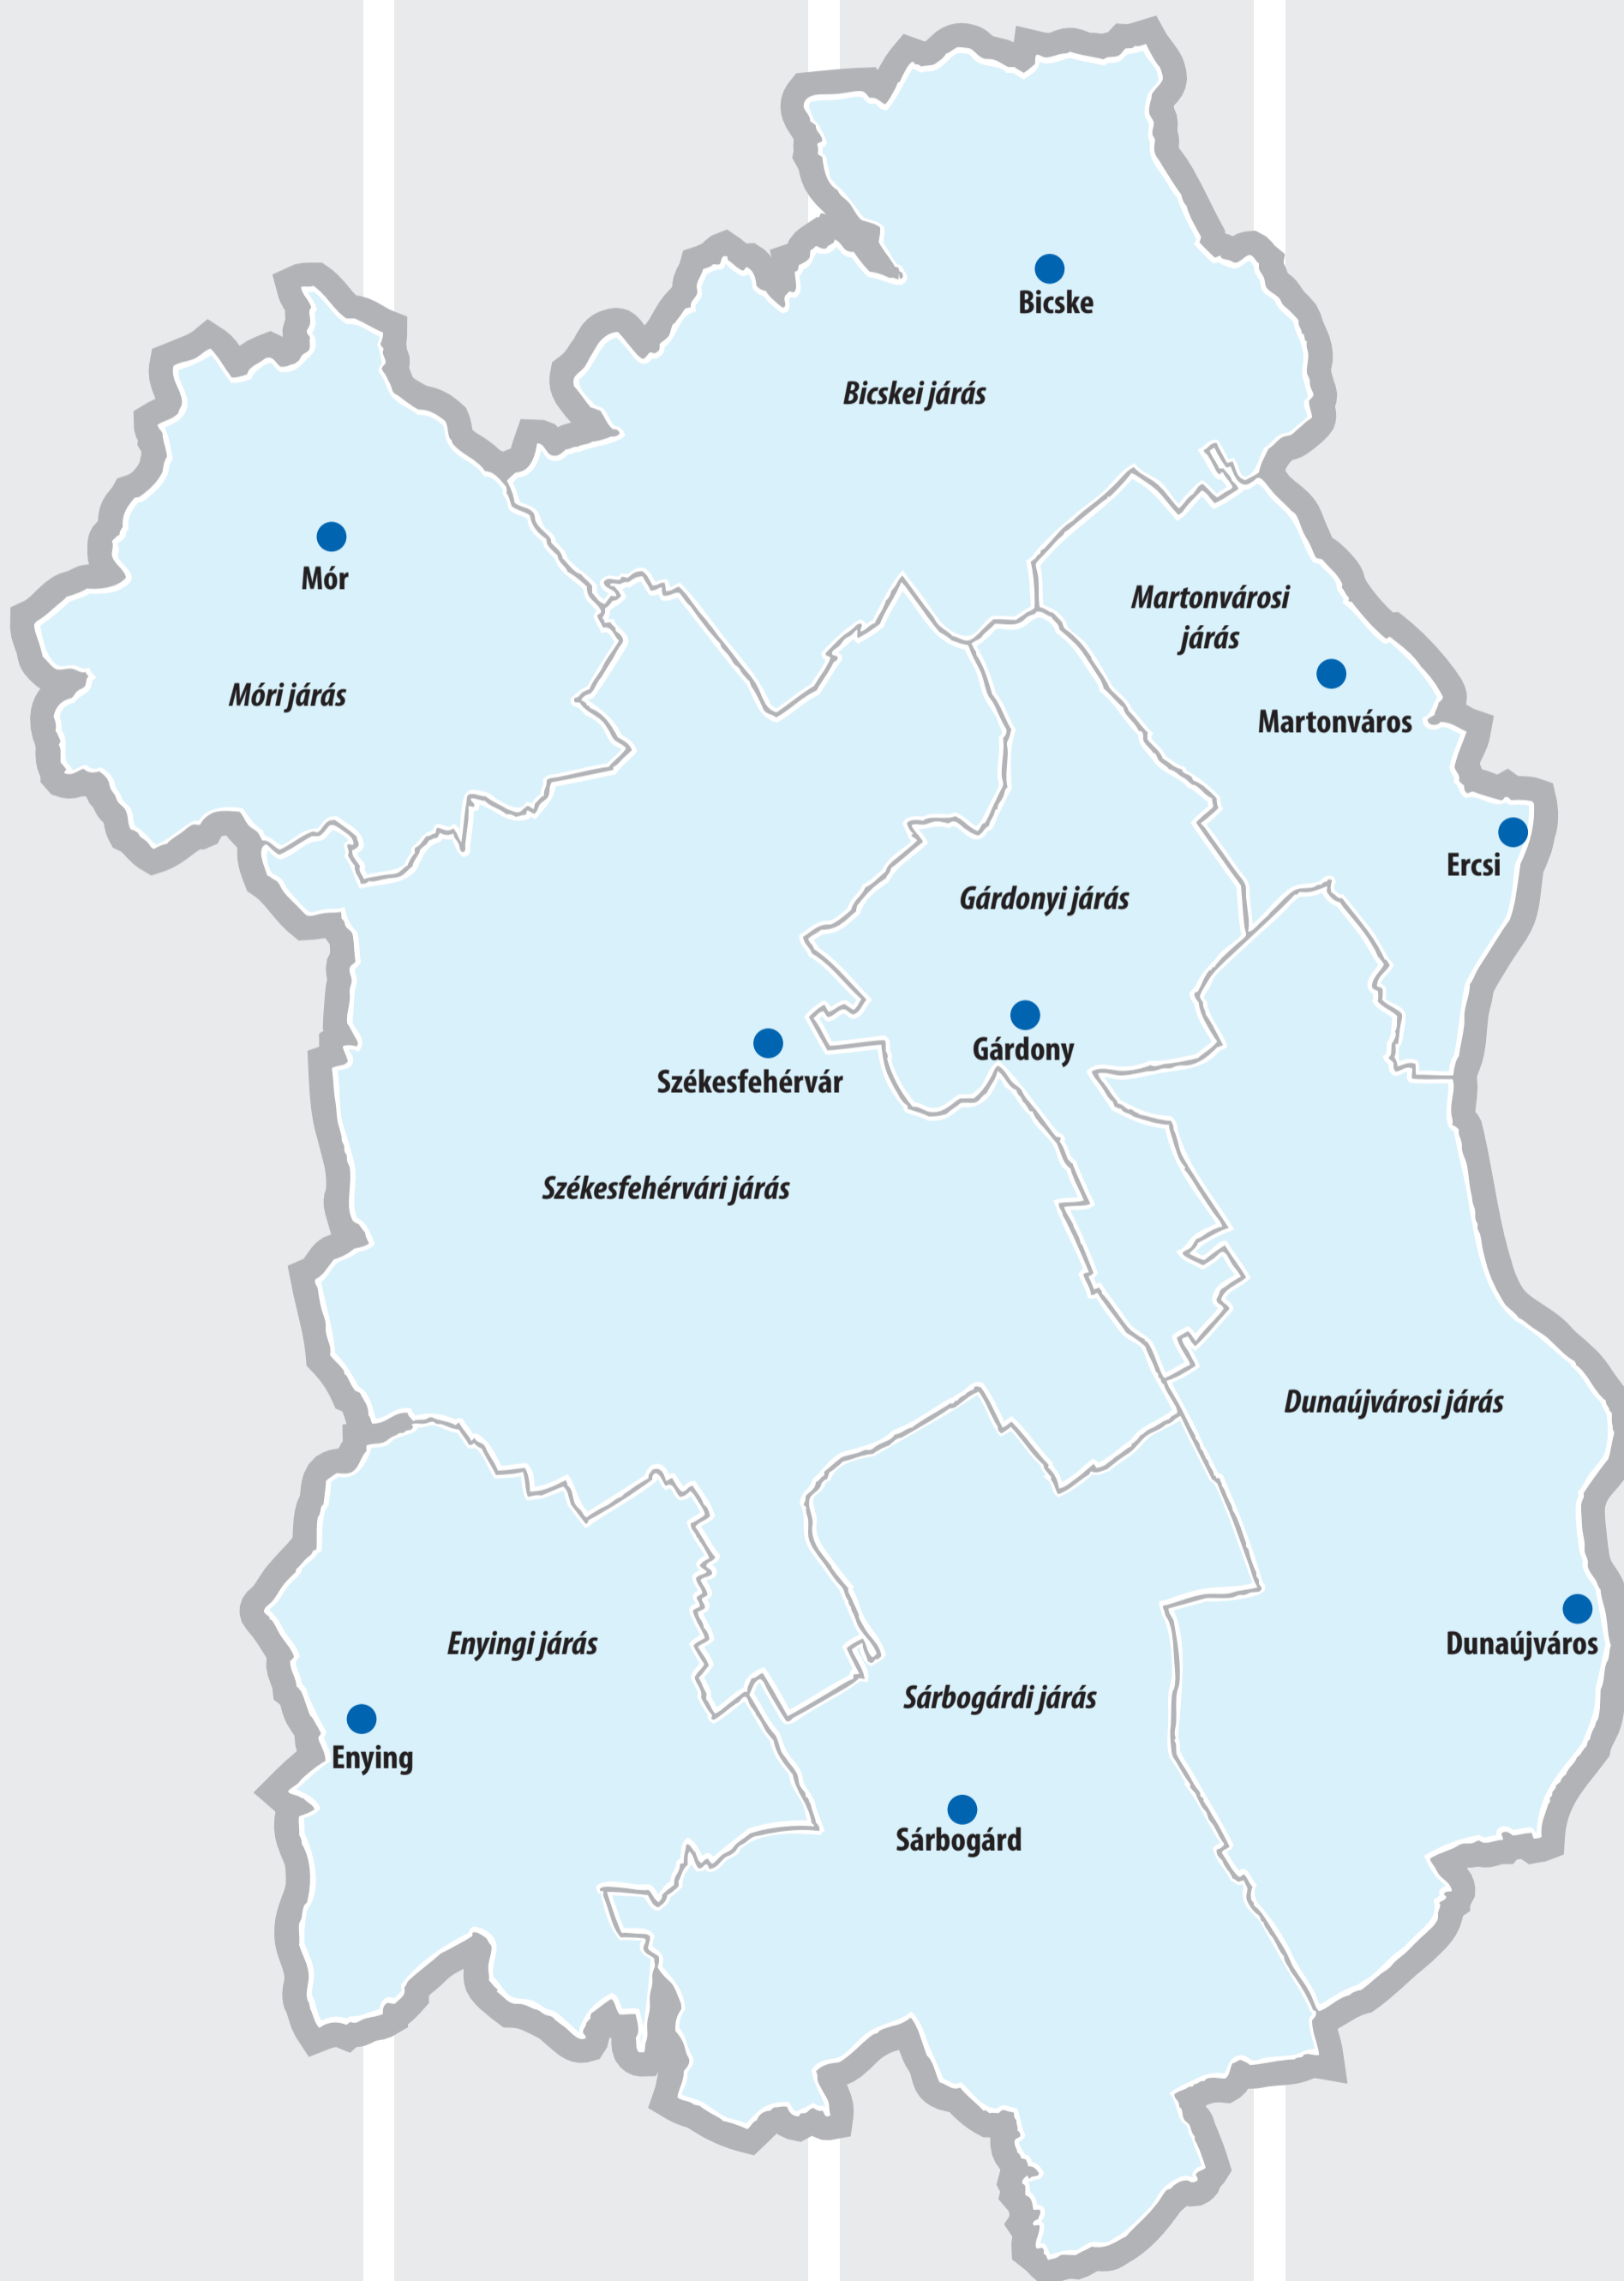 Bicske
Bicskei járás
Mór
Martonvárosi
járás
Móri járás
Martonváros
Ercsi
Gárdonyi járás
Gárdony
Székesfehérvár
Székesfehérvári járás
Dunaújvárosi járás
Enyingi járás
Dunaújváros
Sárbogárdi járás
Enying
Sárbogárd